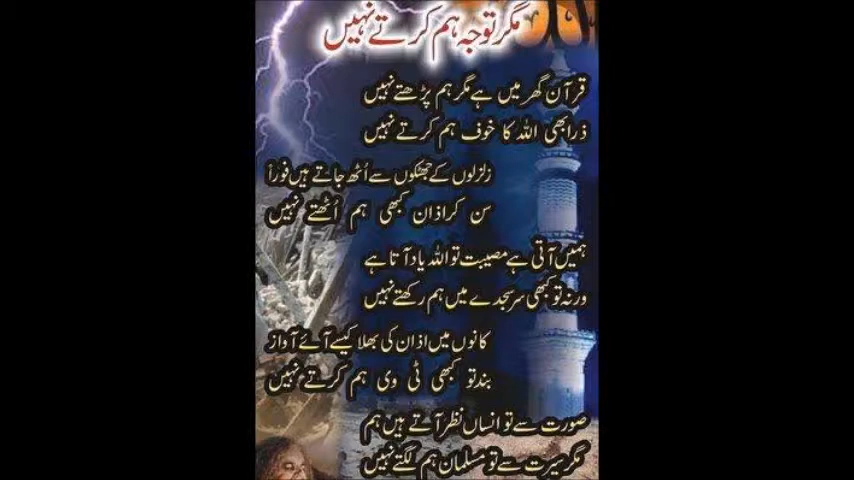 مگر توجہ ہم کرتے نہیں
قرآن گھر میں ہے مگر ہم پڑھتے نہیں
ذرا بھی اللہ کا خوف ہم کرتے نہیں
زلزلوں کے جھٹکوں سے اُٹھ جاتے ہیں فوراً
سن کر اذان کبھی ہم اُٹھتے نہیں
ہمیں آتی ہے مصیبت تو اللہ یاد آتا ہے
ورنہ تو کبھی سر سجدے میں ہم رکھتے نہیں
کانوں میں اذان کی بھلا کیسے آئے آواز
بند تو کبھی ٹی وی ہم کرتے نہیں
صورت سے تو انساں نظر آتے ہیں ہم
مگر سیرت سے تو مسلمان ہم لگتے نہیں